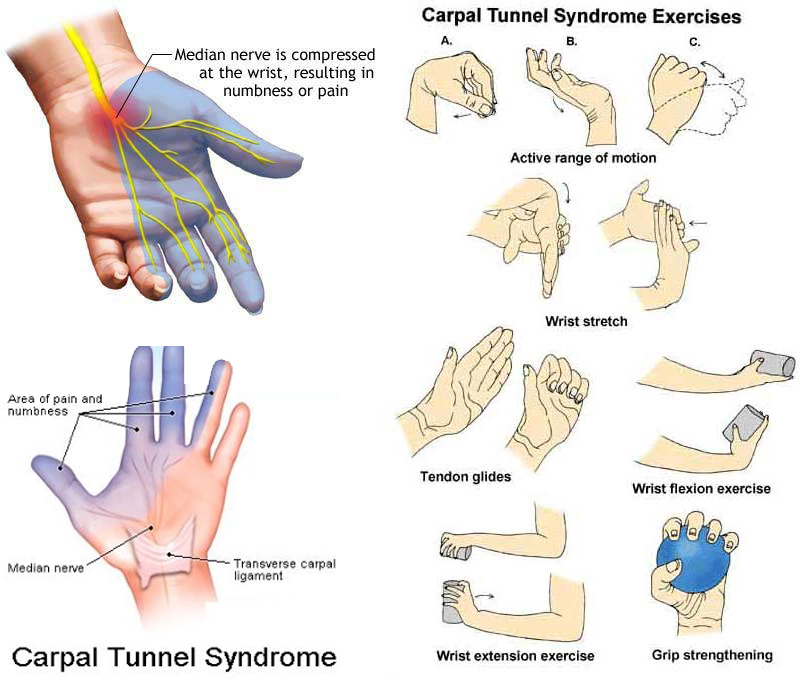 Median nerve is compressed
at the wrist, resulting in
numbness or pain
Area of pain and
numbness
Median nerve
Transverse carpal
ligament
Carpal Tunnel Syndrome
Carpal Tunnel Syndrome Exercises
A.
B.
C.
Active range of motion
Wrist stretch
Tendon glides
Wrist flexion exercise
Wrist extension exercise
Grip strengthening